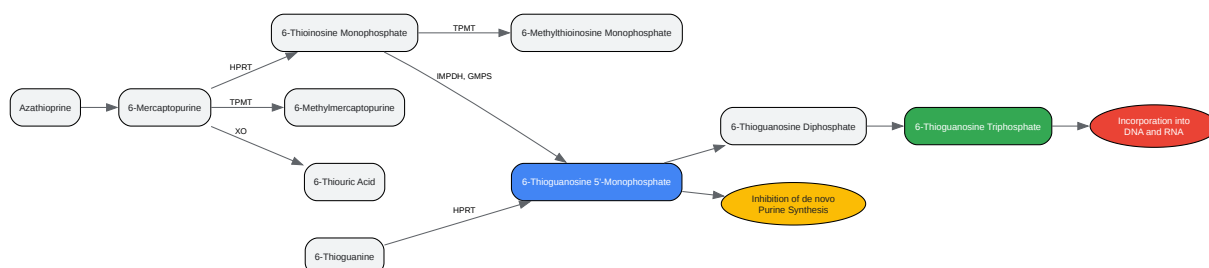 6-Thioinosine Monophosphate
TPMT
6-Methylthioinosine Monophosphate
HPRT
IMPDH, GMPS
Azathioprine
6-Mercaptopurine
TPMT
6-Methylmercaptopurine
XO
6-Thiouric Acid
6-Thioguanosine Diphosphate
6-Thioguanosine Triphosphate
Incorporation into
DNA and RNA
6-Thioguanosine 5'-Monophosphate
Inhibition of de novo
Purine Synthesis
HPRT
6-Thioguanine